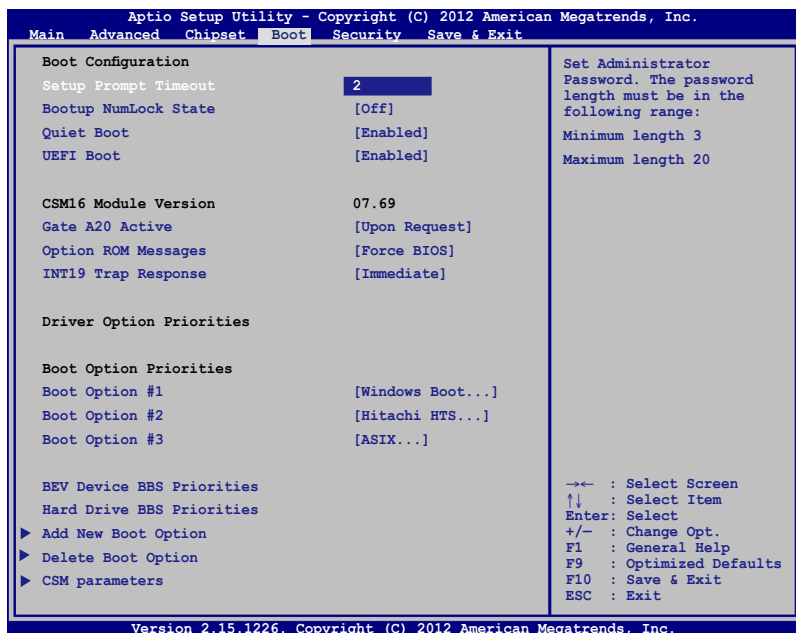 Aptio Setup Utility - Copyright (C) 2012 American Megatrends, Inc.
Main Advanced Chipset Boot Security Save & Exit
Boot Configuration
Setup Prompt Timeout 2
Bootup NumLock State [Off]
Quiet Boot [Enabled]
UEFI Boot [Enabled]
CSM16 Module Version 07.69
Gate A20 Active [Upon Request]
Option ROM Messages [Force BIOS]
INT19 Trap Response [Immediate]
Driver Option Priorities
Boot Option Priorities
Boot Option #1 [Windows Boot...]
Boot Option #2 [Hitachi HTS...]
Boot Option #3 [ASIX...]
BEV Device BBS Priorities
Hard Drive BBS Priorities
▶ Add New Boot Option
▶ Delete Boot Option
▶ CSM parameters
Set Administrator
Password. The password
length must be in the
following range:
Minimum length 3
Maximum length 20
→← : Select Screen
↑↓ : Select Item
Enter: Select
+/— : Change Opt.
F1 : General Help
F9 : Optimized Defaults
F10 : Save & Exit
ESC : Exit
Version 2.15.1226. Copyright (C) 2012 American Megatrends, Inc.